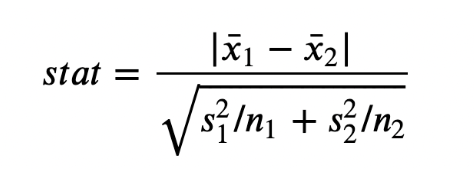 stat = |x̄₁ − x̄₂| / √(s₁²/n₁ + s₂²/n₂)